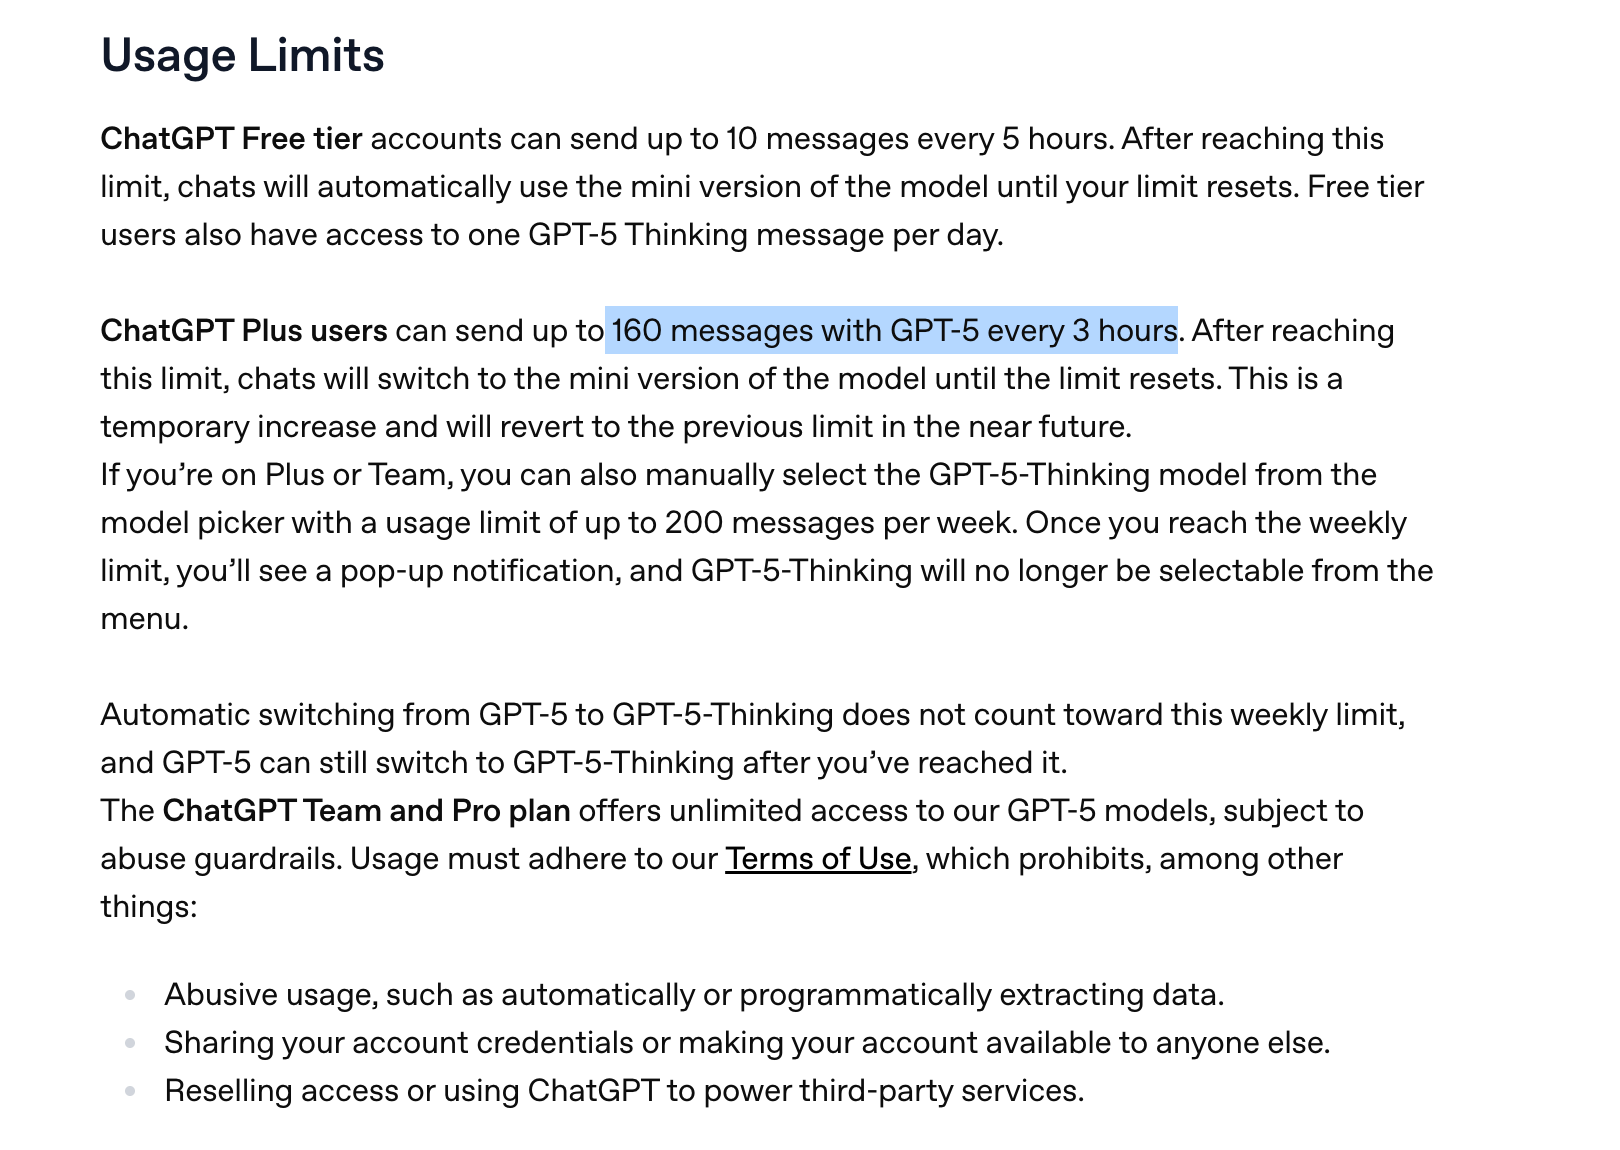 Usage Limits
ChatGPT Free tier accounts can send up to 10 messages every 5 hours. After reaching this
limit, chats will automatically use the mini version of the model until your limit resets. Free tier
users also have access to one GPT-5 Thinking message per day.
ChatGPT Plus users can send up to 160 messages with GPT-5 every 3 hours. After reaching
this limit, chats will switch to the mini version of the model until the limit resets. This is a
temporary increase and will revert to the previous limit in the near future.
If you’re on Plus or Team, you can also manually select the GPT-5-Thinking model from the
model picker with a usage limit of up to 200 messages per week. Once you reach the weekly
limit, you’ll see a pop-up notification, and GPT-5-Thinking will no longer be selectable from the
menu.
Automatic switching from GPT-5 to GPT-5-Thinking does not count toward this weekly limit,
and GPT-5 can still switch to GPT-5-Thinking after you’ve reached it.
The ChatGPT Team and Pro plan offers unlimited access to our GPT-5 models, subject to
abuse guardrails. Usage must adhere to our Terms of Use, which prohibits, among other
things:
• Abusive usage, such as automatically or programmatically extracting data.
• Sharing your account credentials or making your account available to anyone else.
• Reselling access or using ChatGPT to power third-party services.